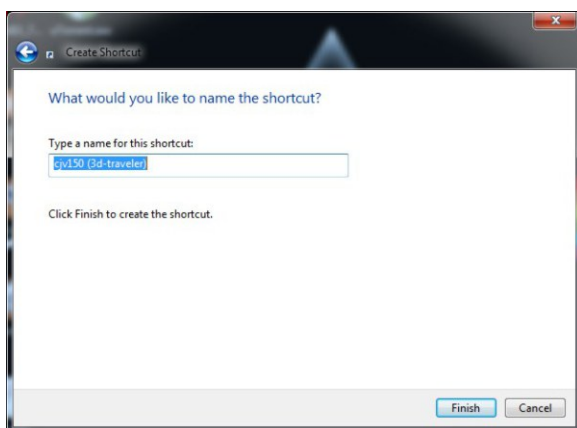 Create Shortcut
What would you like to name the shortcut?
Type a name for this shortcut:
cjv150 (3d-traveler)
Click Finish to create the shortcut.
Finish Cancel